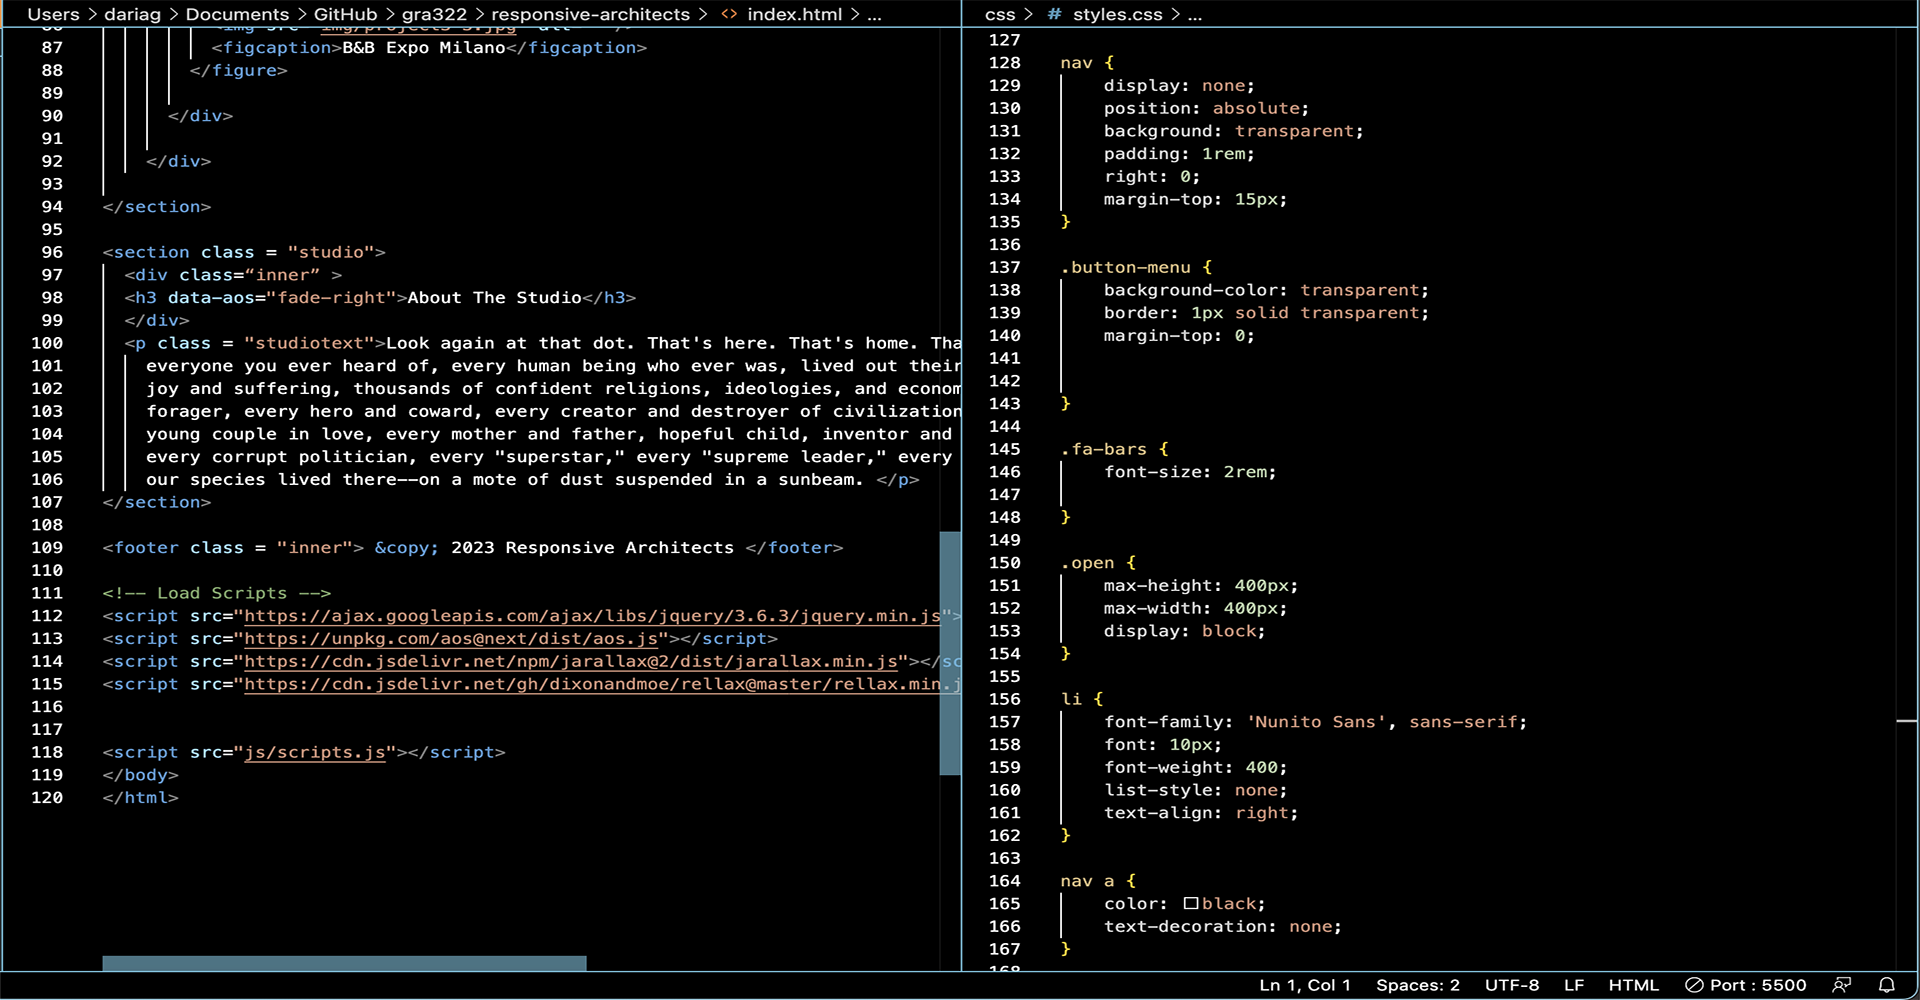 Users > dariag > Documents > GitHub > gra322 > responsive-architects > <> index.html > ...
87 <figcaption>B&B Expo Milano</figcaption>
88 </figure>
89
90 </div>
91
92 </div>
93
94 </section>
95
96 <section class = "studio">
97 <div class=“inner” >
98 <h3 data-aos="fade-right">About The Studio</h3>
99 </div>
100 <p class = "studiotext">Look again at that dot. That's here. That's home. Tha
101 everyone you ever heard of, every human being who ever was, lived out their
102 joy and suffering, thousands of confident religions, ideologies, and econom
103 forager, every hero and coward, every creator and destroyer of civilization
104 young couple in love, every mother and father, hopeful child, inventor and
105 every corrupt politician, every "superstar," every "supreme leader," every
106 our species lived there--on a mote of dust suspended in a sunbeam. </p>
107 </section>
108
109 <footer class = "inner"> &copy; 2023 Responsive Architects </footer>
110
111 <!-- Load Scripts -->
112 <script src="https://ajax.googleapis.com/ajax/libs/jquery/3.6.3/jquery.min.js">
113 <script src="https://unpkg.com/aos@next/dist/aos.js"></script>
114 <script src="https://cdn.jsdelivr.net/npm/jarallax@2/dist/jarallax.min.js"></sc
115 <script src="https://cdn.jsdelivr.net/gh/dixonandmoe/rellax@master/rellax.min.j
116
117
118 <script src="js/scripts.js"></script>
119 </body>
120 </html>
css > # styles.css > ...
127
128 nav {
129 display: none;
130 position: absolute;
131 background: transparent;
132 padding: 1rem;
133 right: 0;
134 margin-top: 15px;
135 }
136
137 .button-menu {
138 background-color: transparent;
139 border: 1px solid transparent;
140 margin-top: 0;
141
142
143 }
144
145 .fa-bars {
146 font-size: 2rem;
147
148 }
149
150 .open {
151 max-height: 400px;
152 max-width: 400px;
153 display: block;
154 }
155
156 li {
157 font-family: 'Nunito Sans', sans-serif;
158 font: 10px;
159 font-weight: 400;
160 list-style: none;
161 text-align: right;
162 }
163
164 nav a {
165 color: black;
166 text-decoration: none;
167 }
Ln 1, Col 1 Spaces: 2 UTF-8 LF HTML Port : 5500